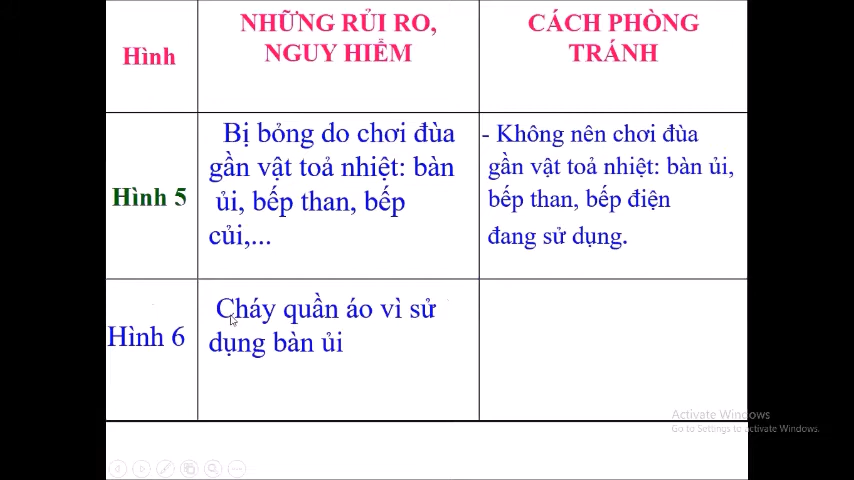 Hình
NHỮNG RỦI RO,
NGUY HIỂM
CÁCH PHÒNG
TRÁNH
Hình 5
Bị bỏng do chơi đùa
gần vật toả nhiệt: bàn
ủi, bếp than, bếp
củi,...
- Không nên chơi đùa
gần vật toả nhiệt: bàn ủi,
bếp than, bếp điện
đang sử dụng.
Hình 6
Cháy quần áo vì sử
dụng bàn ủi
Activate Windows
Go to Settings to activate Windows.